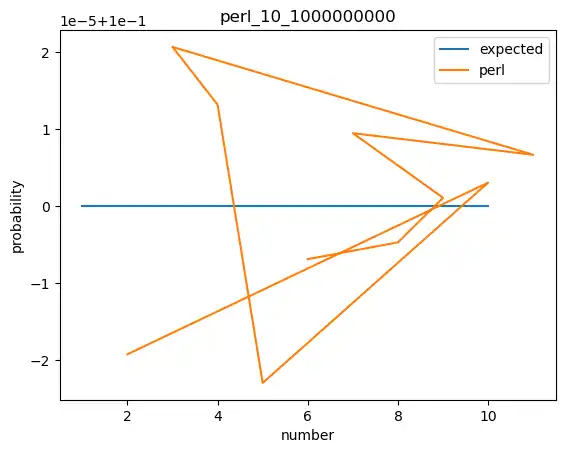 perl_10_1000000000
1e−5+1e−1
expected
perl
2
1
0
−1
−2
probability
2
4
6
8
10
number